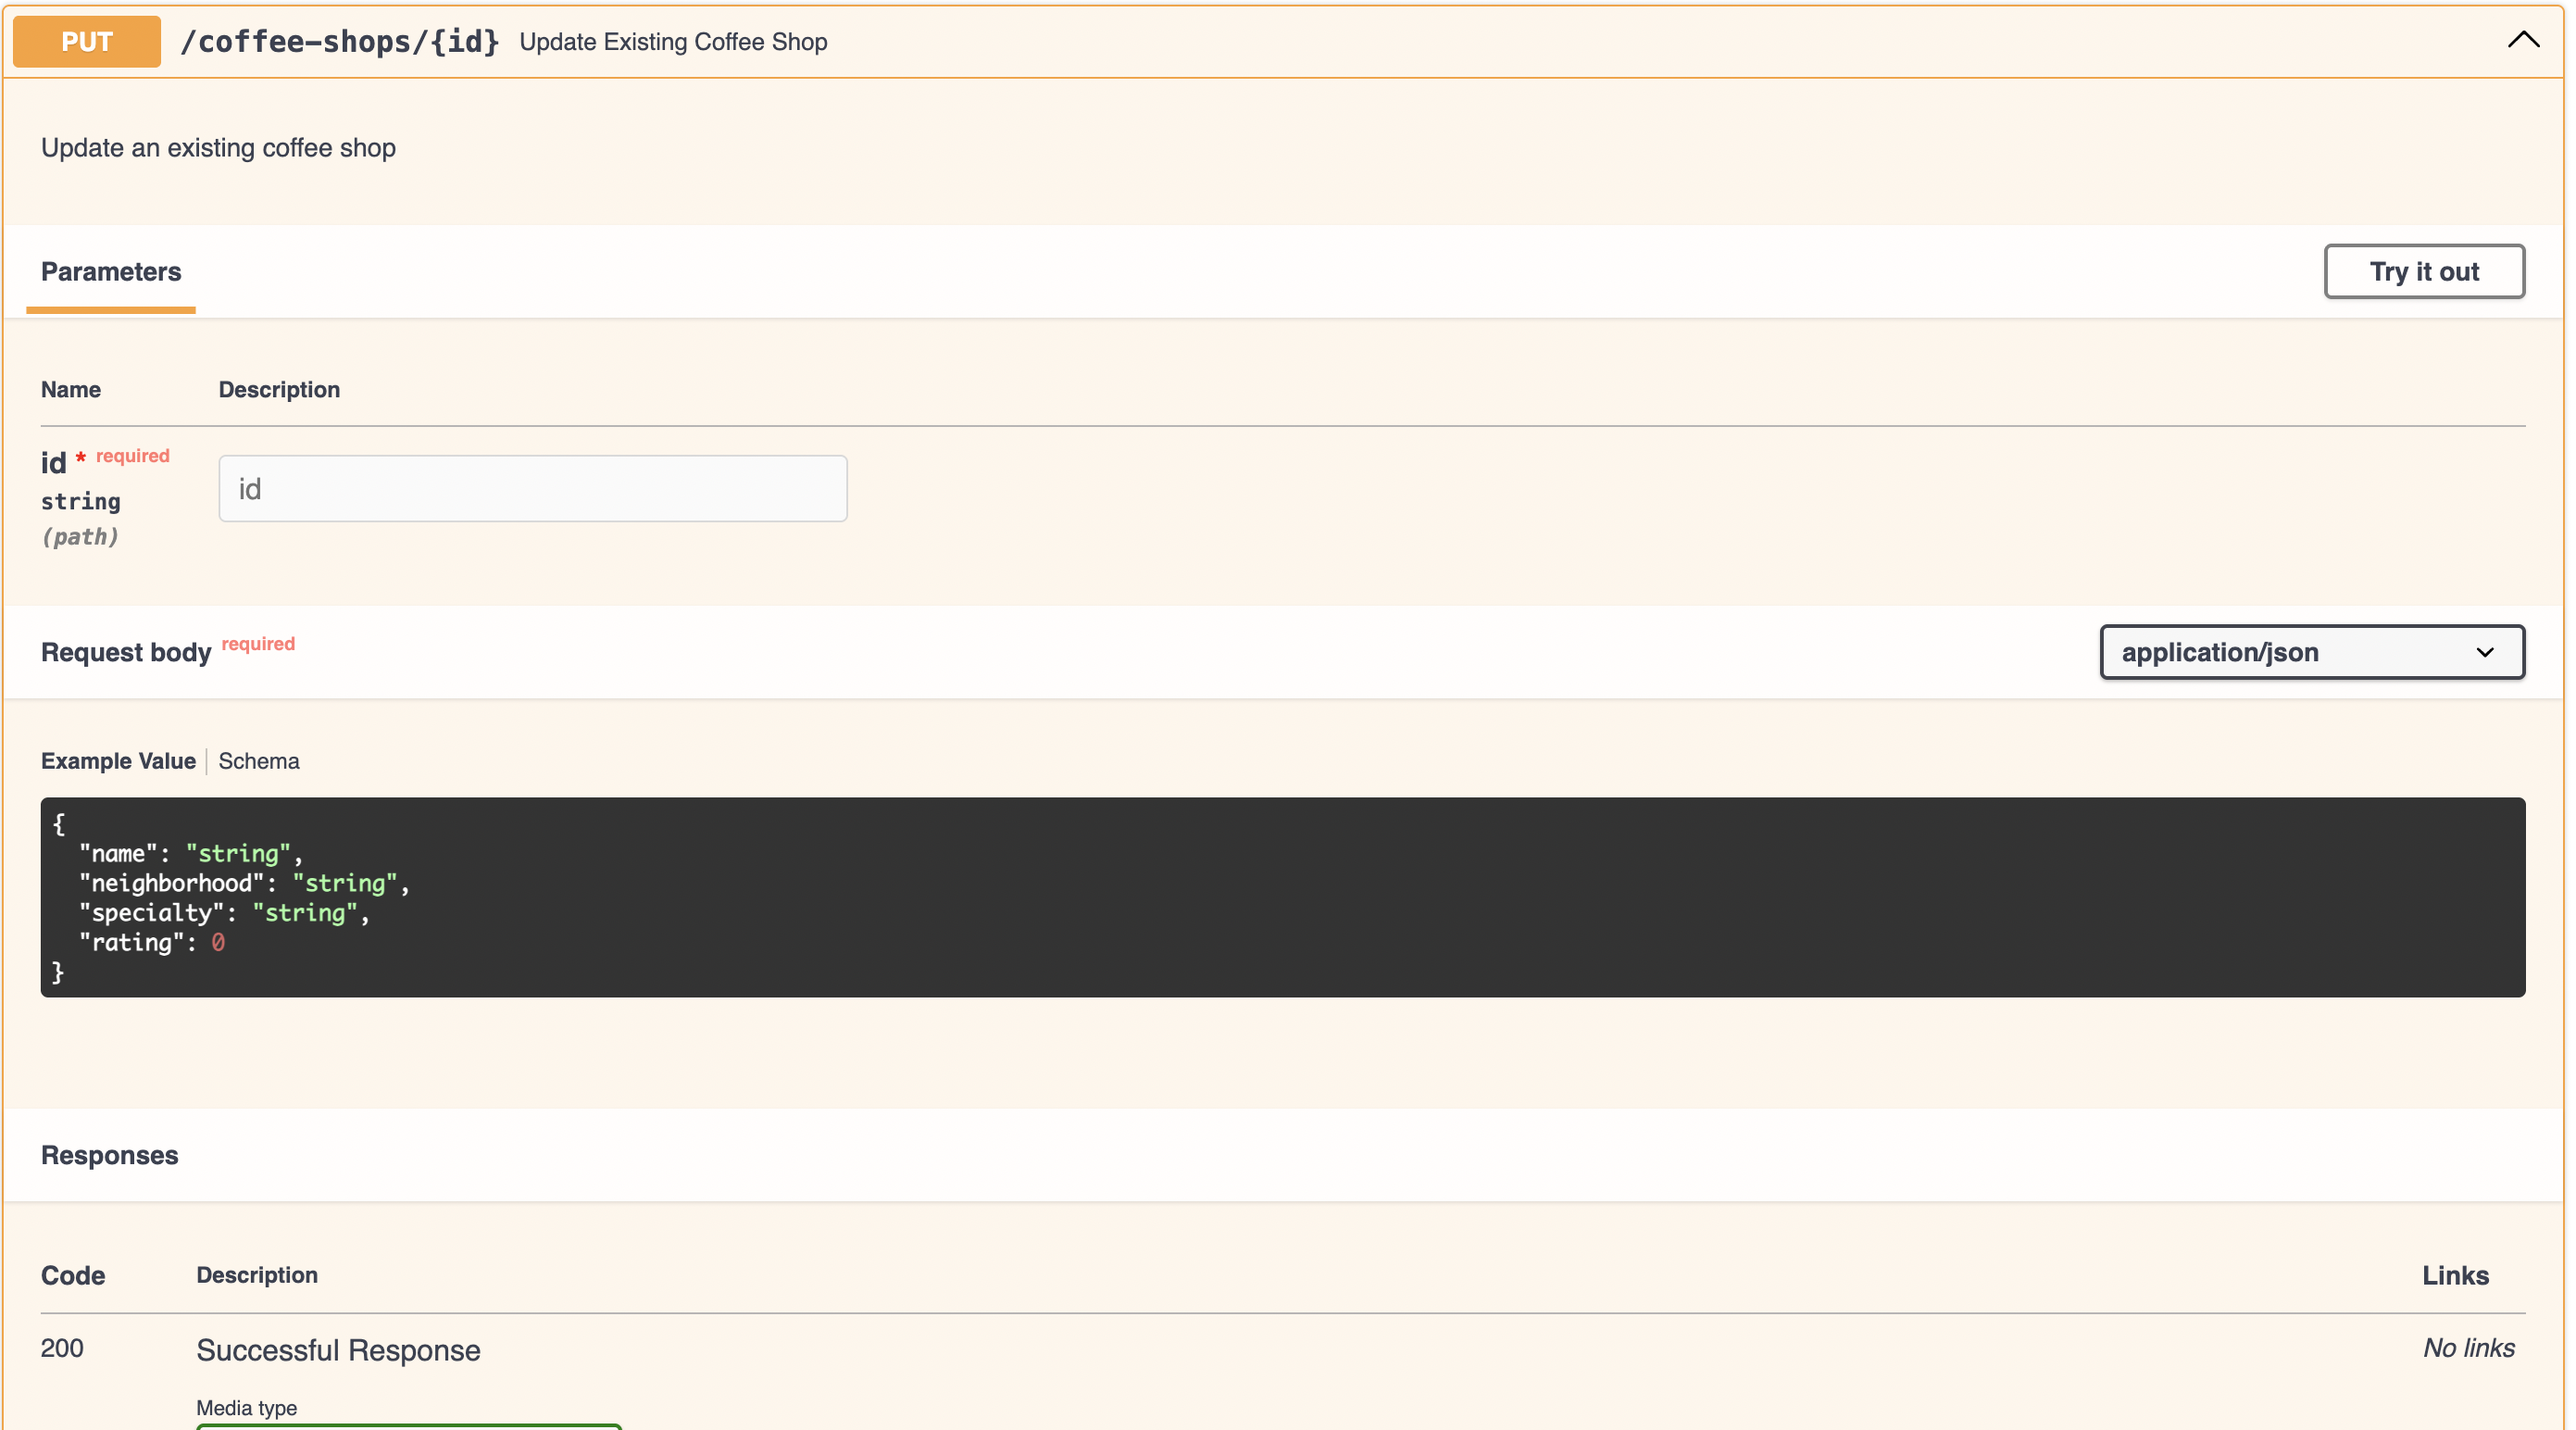 PUT /coffee-shops/{id} Update Existing Coffee Shop
Update an existing coffee shop
Parameters
Try it out
Name Description
id * required
string
(path)
id
Request body required
application/json
Example Value Schema
{
  "name": "string",
  "neighborhood": "string",
  "specialty": "string",
  "rating": 0
}
Responses
Code Description Links
200 Successful Response No links
Media type